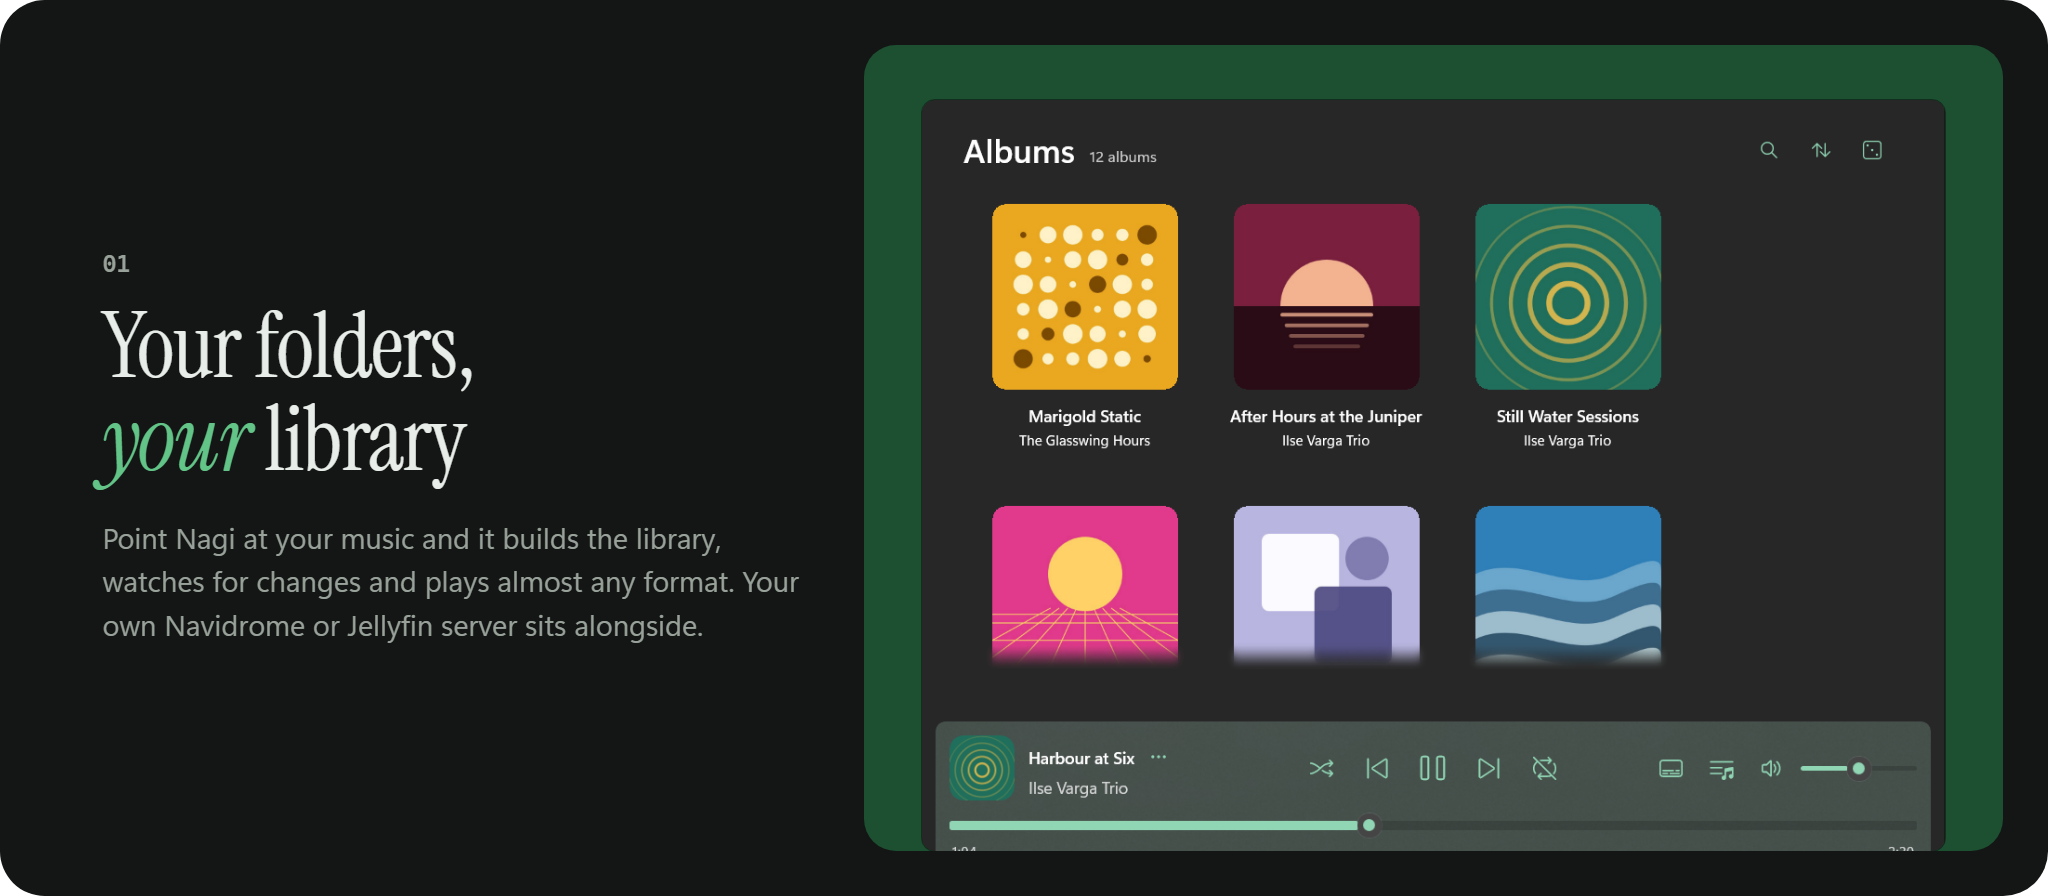 01
Your folders,
your library
Point Nagi at your music and it builds the library,
watches for changes and plays almost any format. Your
own Navidrome or Jellyfin server sits alongside.
Albums 12 albums
Marigold Static
The Glasswing Hours
After Hours at the Juniper
Ilse Varga Trio
Still Water Sessions
Ilse Varga Trio
Harbour at Six
Ilse Varga Trio